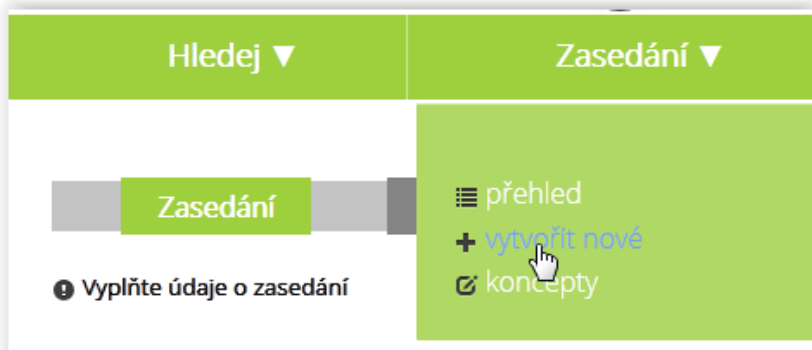 Hledej ▼
Zasedání ▼
Zasedání
Vyplňte údaje o zasedání
přehled
vytvořit nové
koncepty